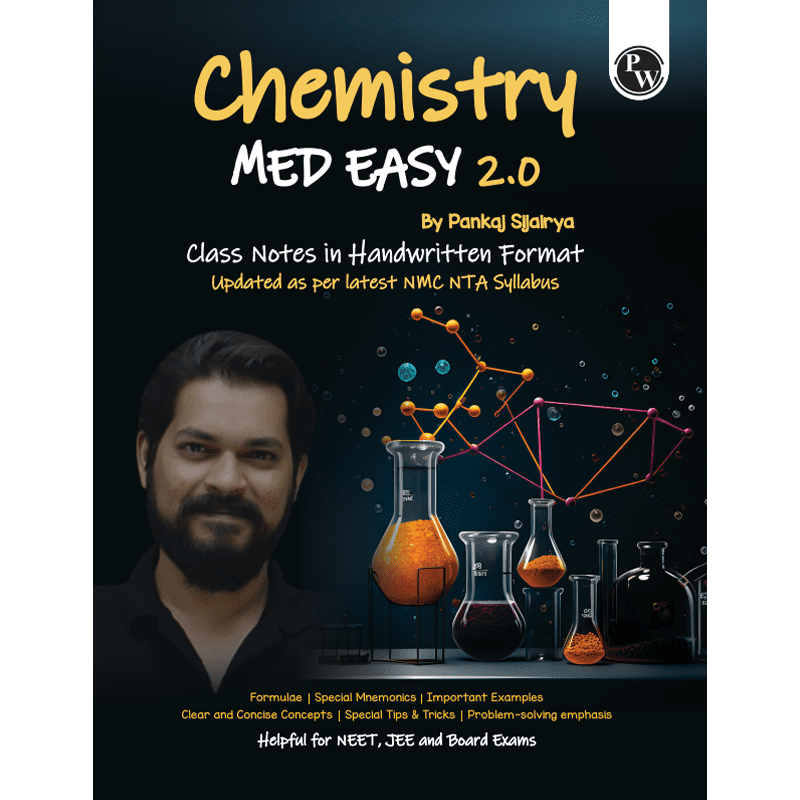 PW
Chemistry
MED EASY 2.0
By Pankaj Sijairya
Class Notes in Handwritten Format
Updated as per latest NMC NTA Syllabus
Formulae | Special Mnemonics | Important Examples
Clear and Concise Concepts | Special Tips & Tricks | Problem-solving emphasis
Helpful for NEET, JEE and Board Exams